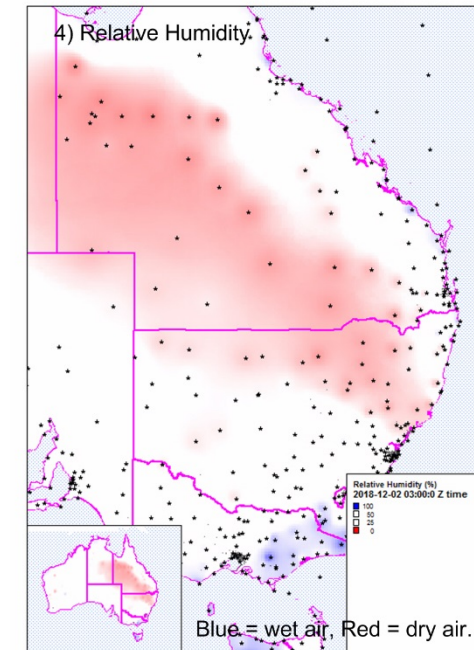 4) Relative Humidity
Relative Humidity (%)
2018-12-02 03:00:0 Z time
100
50
25
0
Blue = wet air, Red = dry air.